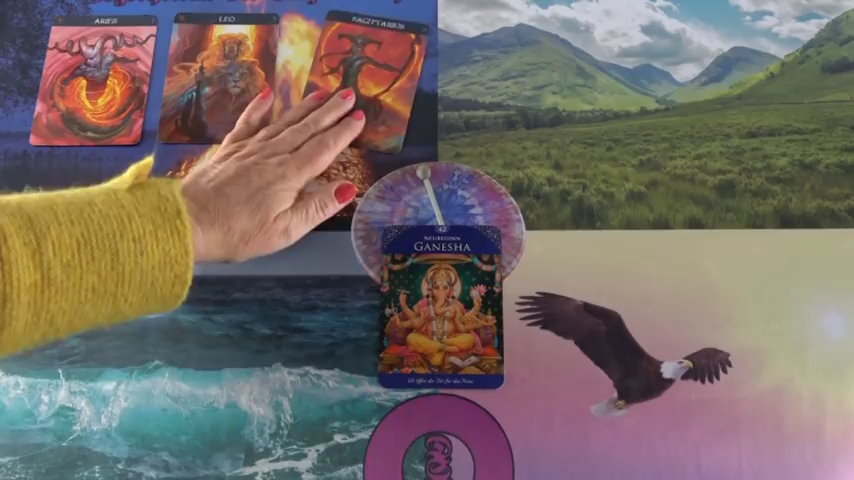 ARIES
LEO
SAGITTARIUS
42
NEUBEGINN
GANESHA
Ich öffne die Tür für das Neue